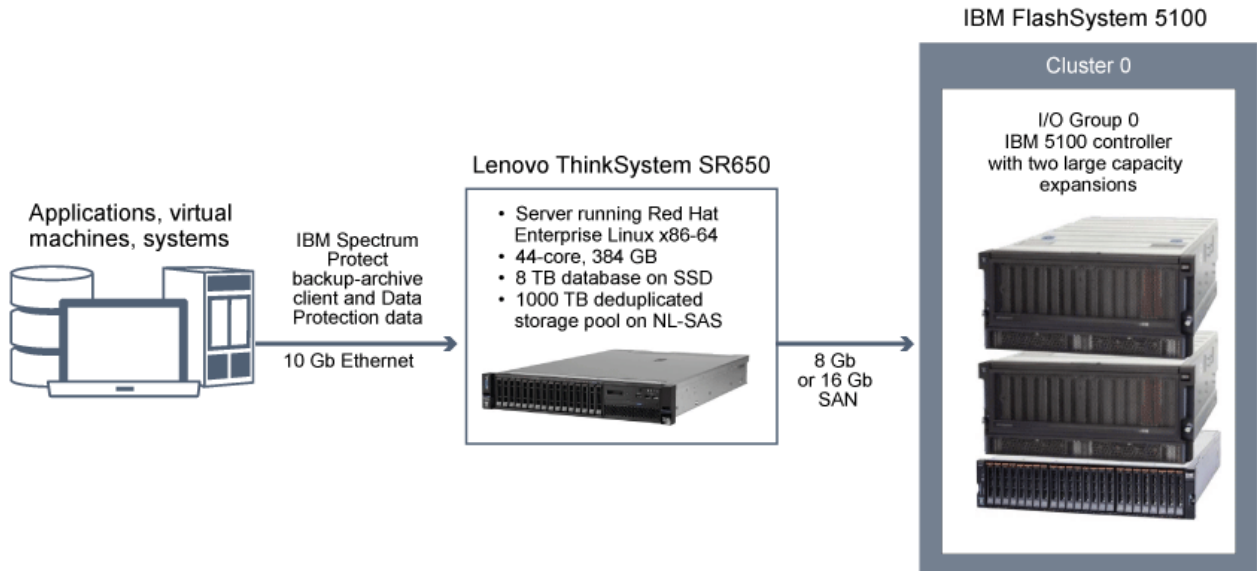 IBM FlashSystem 5100
Cluster 0
I/O Group 0
IBM 5100 controller
with two large capacity
expansions
Lenovo ThinkSystem SR650
• Server running Red Hat
Enterprise Linux x86-64
• 44-core, 384 GB
• 8 TB database on SSD
• 1000 TB deduplicated
storage pool on NL-SAS
Applications, virtual
machines, systems
IBM Spectrum
Protect
backup-archive
client and Data
Protection data
10 Gb Ethernet
8 Gb
or 16 Gb
SAN